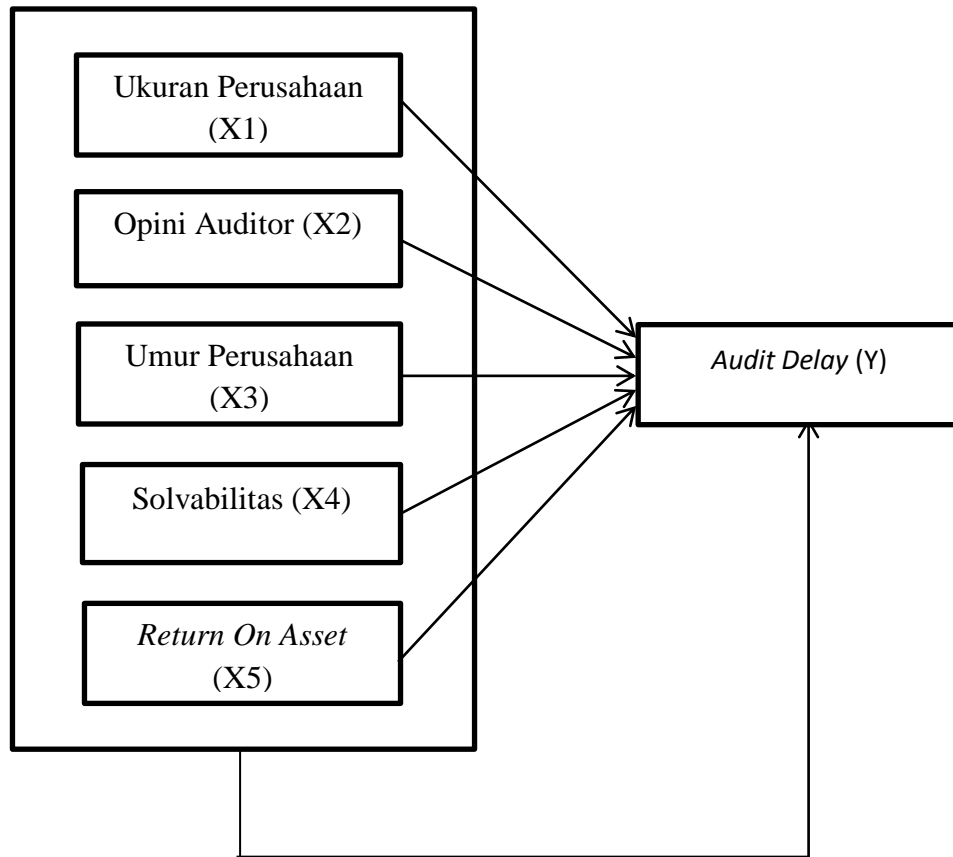 Ukuran Perusahaan
(X1)
Opini Auditor (X2)
Umur Perusahaan
(X3)
Solvabilitas (X4)
Return On Asset
(X5)
Audit Delay (Y)